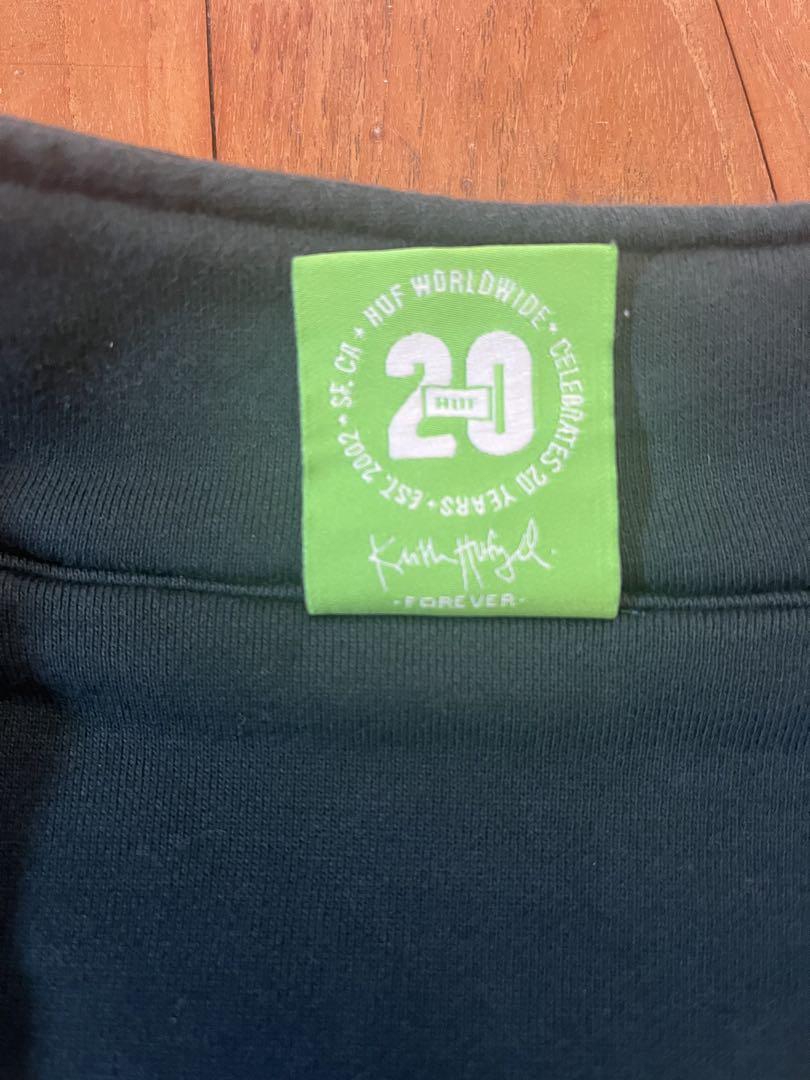 HUF WORLDWIDE • CELEBRATES 20 YEARS • EST. 2002 • SF, CA •
20
HUF
Keith Hufnagel.
-FOREVER-